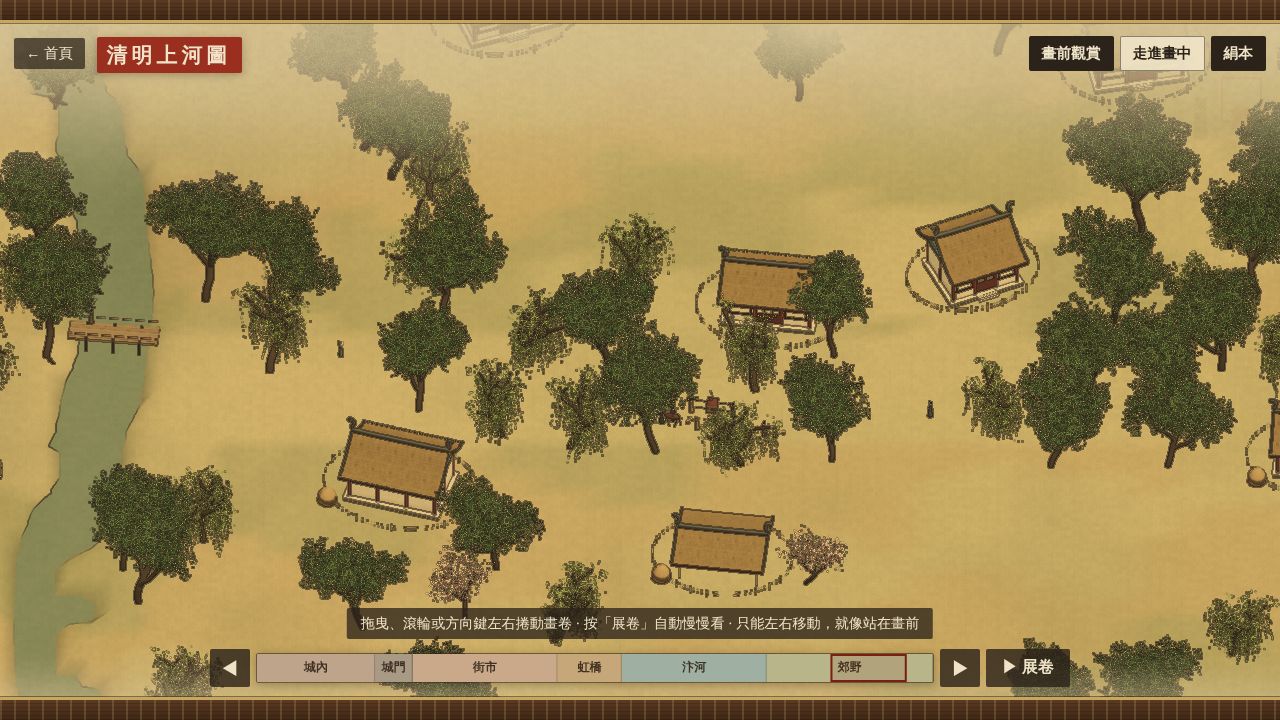 ← 首頁
清明上河圖
畫前觀賞
走進畫中
絹本
拖曳、滾輪或方向鍵左右捲動畫卷 · 按「展卷」自動慢慢看 · 只能左右移動，就像站在畫前
◀
城內
城門
街市
虹橋
汴河
郊野
▶
▶ 展卷